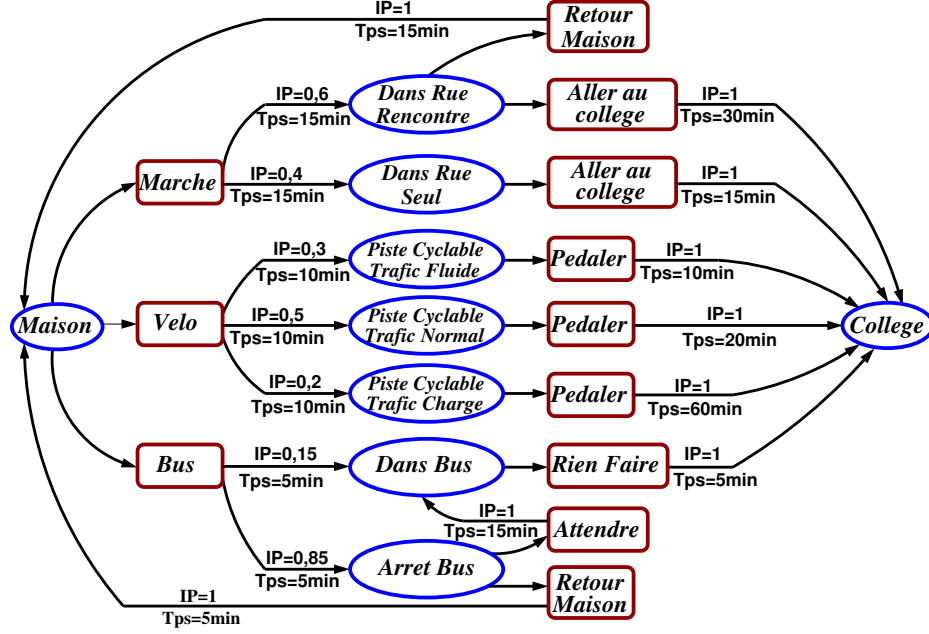 IP=1
Tps=15min
Retour
Maison
IP=0,6
Tps=15min
Dans Rue
Rencontre
Aller au
college
IP=1
Tps=30min
Marche
IP=0,4
Tps=15min
Dans Rue
Seul
Aller au
college
IP=1
Tps=15min
IP=0,3
Tps=10min
Piste Cyclable
Trafic Fluide
Pedaler
IP=1
Tps=10min
Maison
Velo
IP=0,5
Tps=10min
Piste Cyclable
Trafic Normal
Pedaler
IP=1
Tps=20min
College
IP=0,2
Tps=10min
Piste Cyclable
Trafic Charge
Pedaler
IP=1
Tps=60min
Bus
IP=0,15
Tps=5min
Dans Bus
Rien Faire
IP=1
Tps=5min
IP=1
Tps=15min
Attendre
IP=0,85
Tps=5min
Arret Bus
Retour
Maison
IP=1
Tps=5min